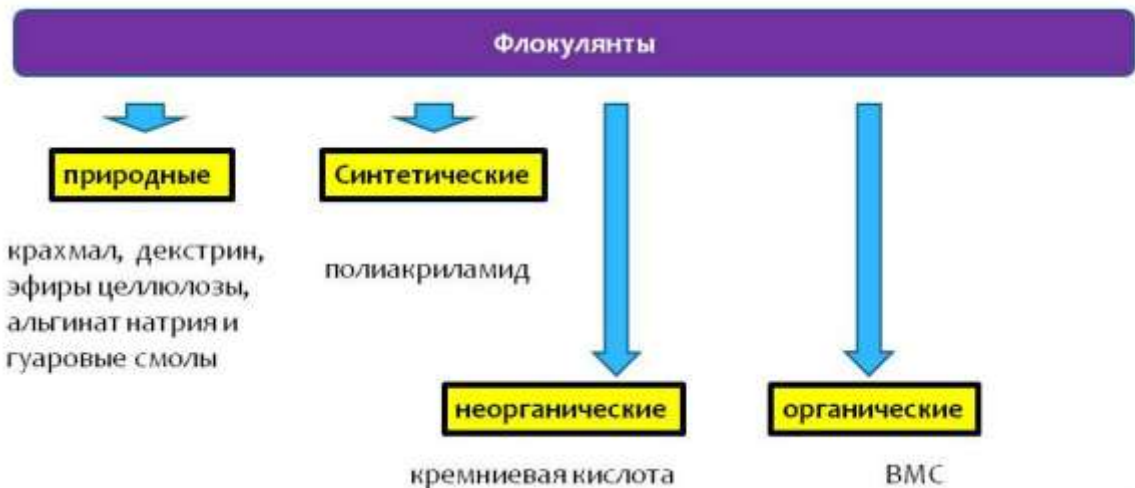 Флокулянты
природные
Синтетические
крахмал, декстрин,
эфиры целлюлозы,
альгинат натрия и
гуаровые смолы
полиакриламид
неорганические
органические
кремниевая кислота
ВМС